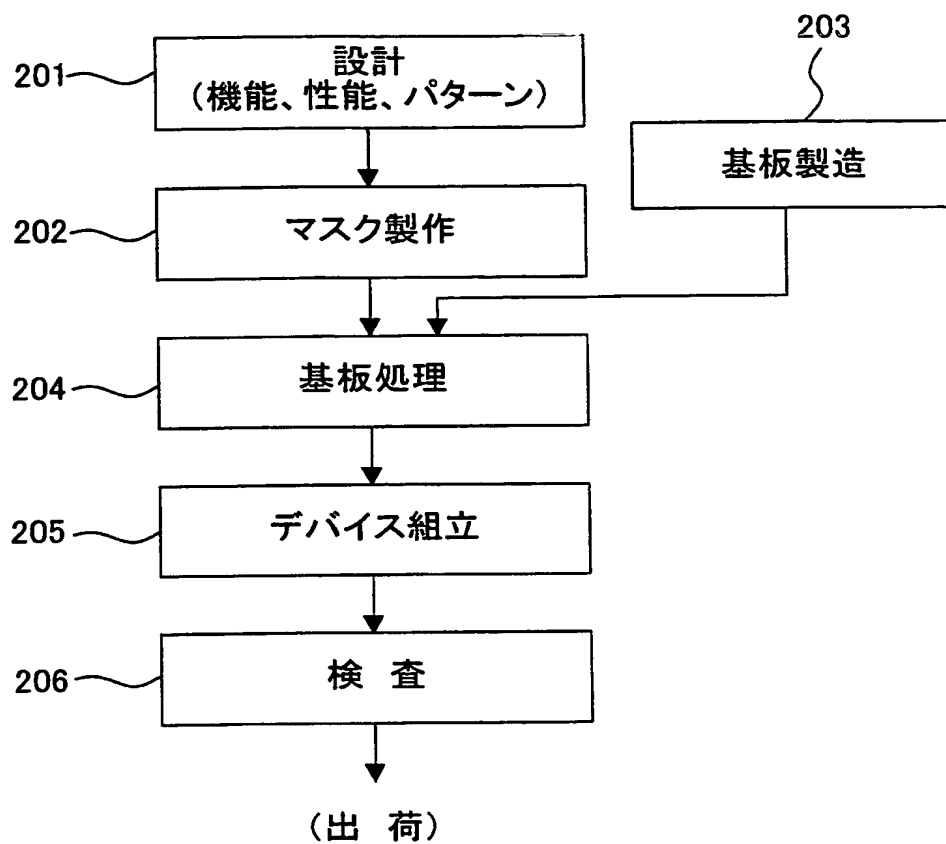 201
設計
(機能、性能、パターン)
203
基板製造
202
マスク製作
204
基板処理
205
デバイス組立
206
検 査
(出 荷)